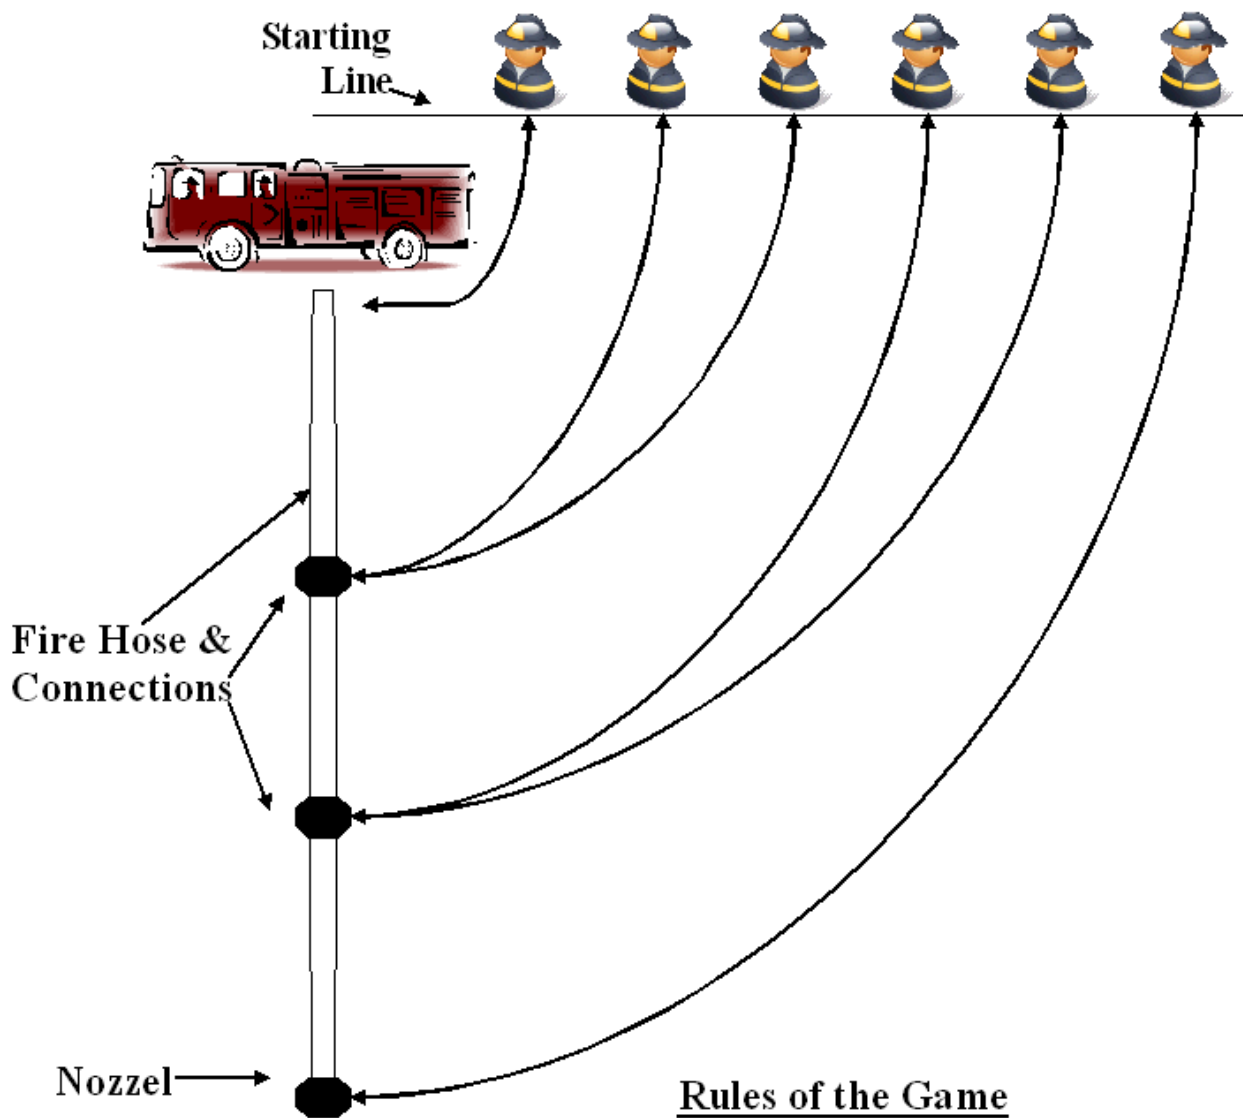 Starting
Line
Fire Hose &
Connections
Nozzel
Rules of the Game